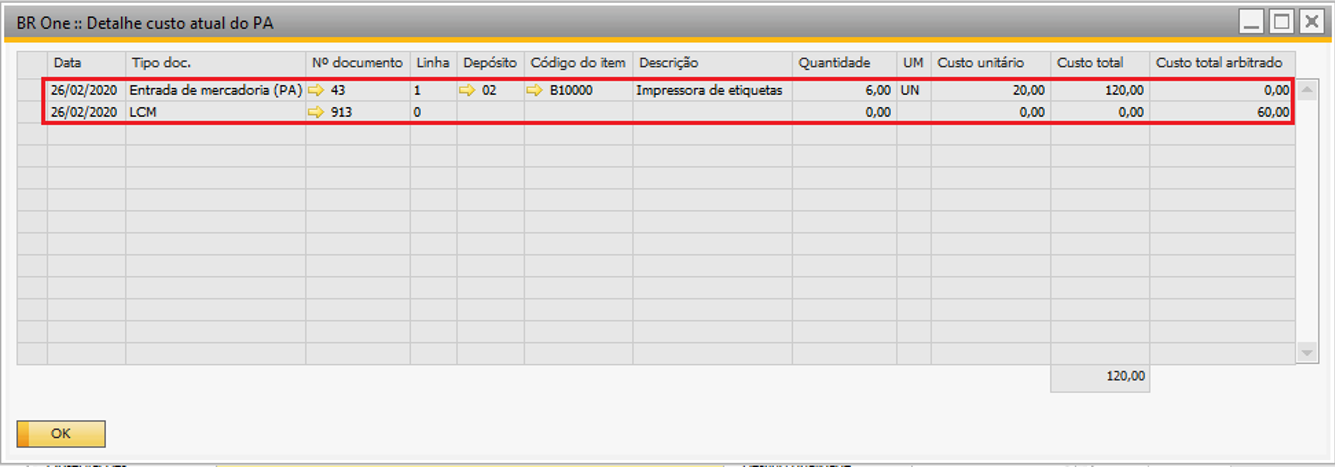 BR One :: Detalhe custo atual do PA
Data Tipo doc. Nº documento Linha Depósito Código do item Descrição Quantidade UM Custo unitário Custo total Custo total arbitrado
26/02/2020 Entrada de mercadoria (PA) 43 1 02 B10000 Impressora de etiquetas 6,00 UN 20,00 120,00 0,00
26/02/2020 LCM 913 0 0,00 0,00 0,00 60,00
120,00
OK